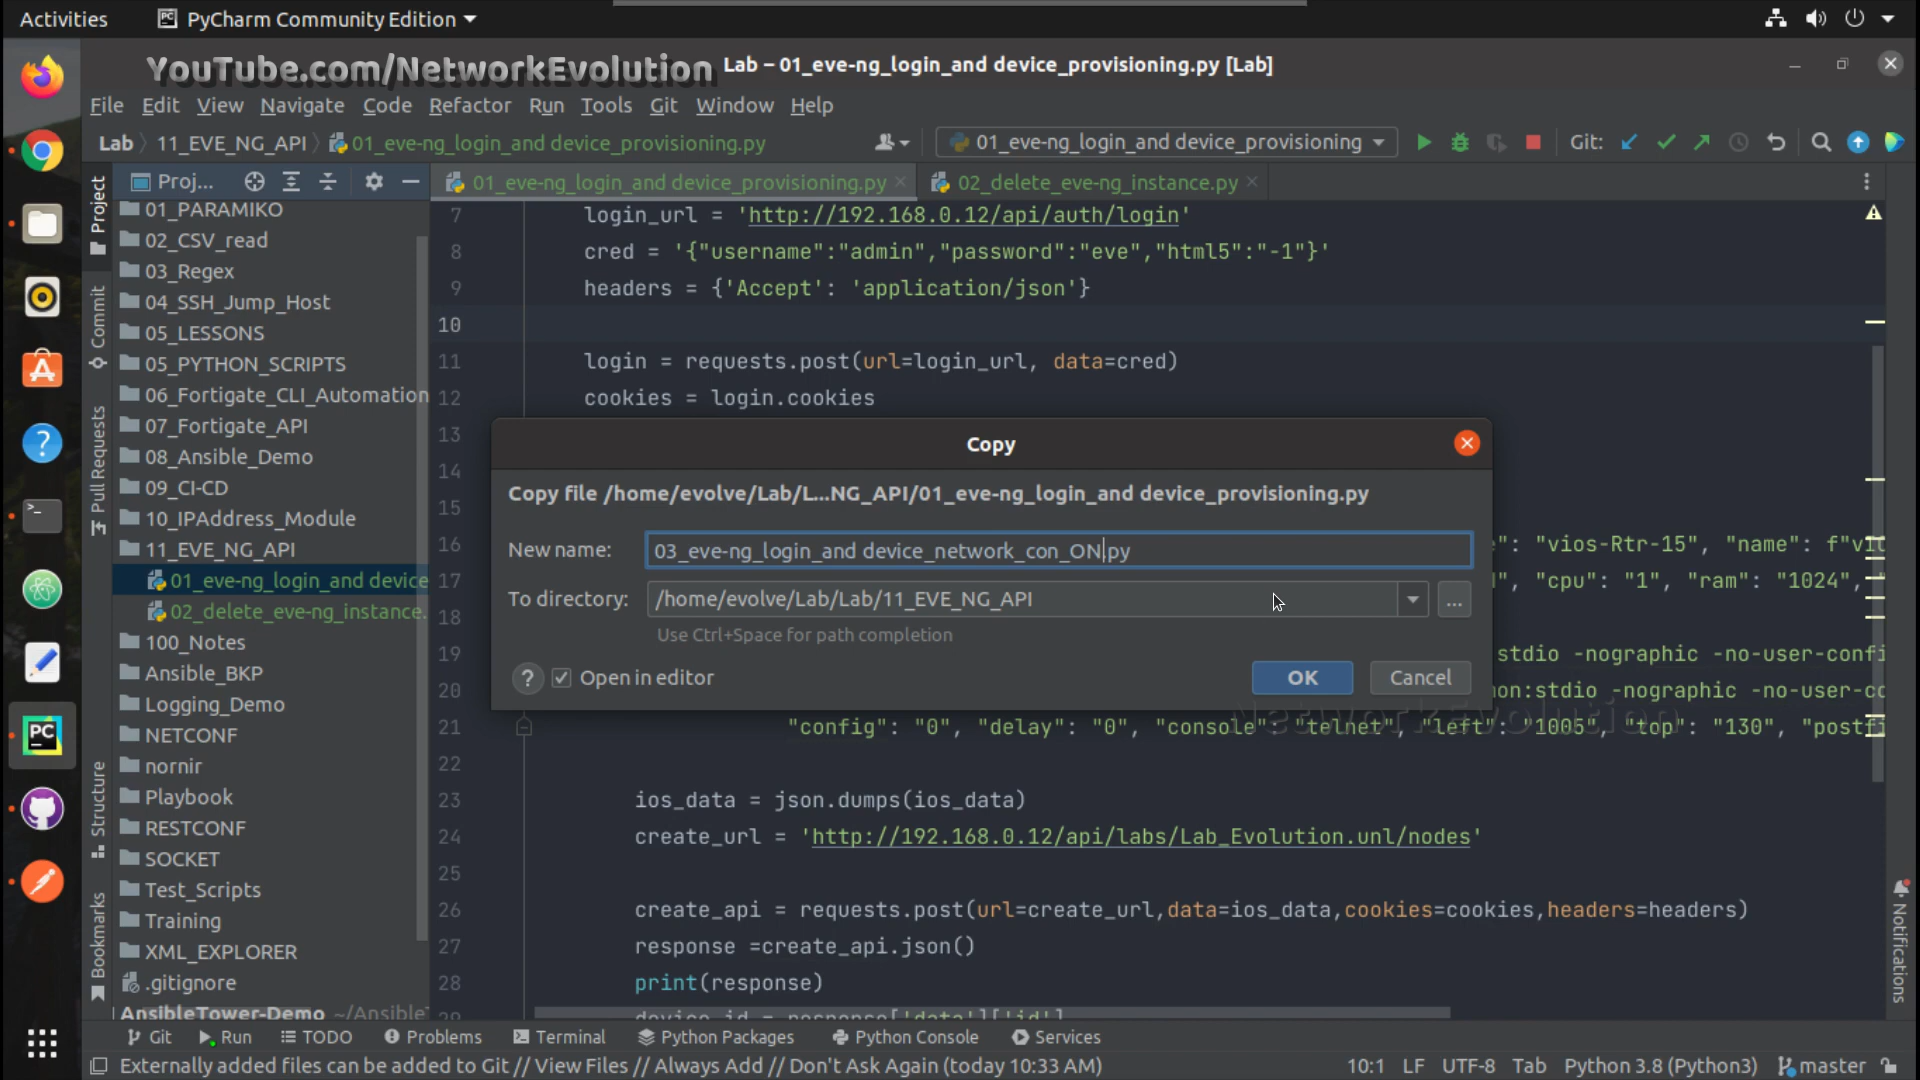 Activities
PyCharm Community Edition
YouTube.com/NetworkEvolution
Lab – 01_eve-ng_login_and device_provisioning.py [Lab]
File Edit View Navigate Code Refactor Run Tools Git Window Help
Lab 11_EVE_NG_API 01_eve-ng_login_and device_provisioning.py
01_eve-ng_login_and device_provisioning
Git:
Project
Proj...
01_eve-ng_login_and device_provisioning.py
02_delete_eve-ng_instance.py
01_PARAMIKO
02_CSV_read
03_Regex
04_SSH_Jump_Host
05_LESSONS
05_PYTHON_SCRIPTS
06_Fortigate_CLI_Automation
07_Fortigate_API
08_Ansible_Demo
09_CI-CD
10_IPAddress_Module
11_EVE_NG_API
01_eve-ng_login_and device
02_delete_eve-ng_instance.
100_Notes
Ansible_BKP
Logging_Demo
NETCONF
nornir
Playbook
RESTCONF
SOCKET
Test_Scripts
Training
XML_EXPLORER
.gitignore
AnsibleTower-Demo ~/Ansible
Commit
Pull Requests
Structure
Bookmarks
Notifications
7 login_url = 'http://192.168.0.12/api/auth/login'
8 cred = '{"username":"admin","password":"eve","html5":"-1"}'
9 headers = {'Accept': 'application/json'}
10
11 login = requests.post(url=login_url, data=cred)
12 cookies = login.cookies
13
14
15
16 ": "vios-Rtr-15", "name": f"
17 ", "cpu": "1", "ram": "1024",
18
19 stdio -nographic -no-user-confi
20 on:stdio -nographic -no-user-co
21 "config": "0", "delay": "0", "console": "telnet", "left": "1005", "top": "130", "postfi
22
23 ios_data = json.dumps(ios_data)
24 create_url = 'http://192.168.0.12/api/labs/Lab_Evolution.unl/nodes'
25
26 create_api = requests.post(url=create_url,data=ios_data,cookies=cookies,headers=headers)
27 response =create_api.json()
28 print(response)
29 device_id = response['data']['id']
Copy
Copy file /home/evolve/Lab/L...NG_API/01_eve-ng_login_and device_provisioning.py
New name: 03_eve-ng_login_and device_network_con_ON.py
To directory: /home/evolve/Lab/Lab/11_EVE_NG_API
Use Ctrl+Space for path completion
? Open in editor
OK
Cancel
NetworkEvolution
Git Run TODO Problems Terminal Python Packages Python Console Services
Externally added files can be added to Git // View Files // Always Add // Don't Ask Again (today 10:33 AM)
10:1 LF UTF-8 Tab Python 3.8 (Python3) master